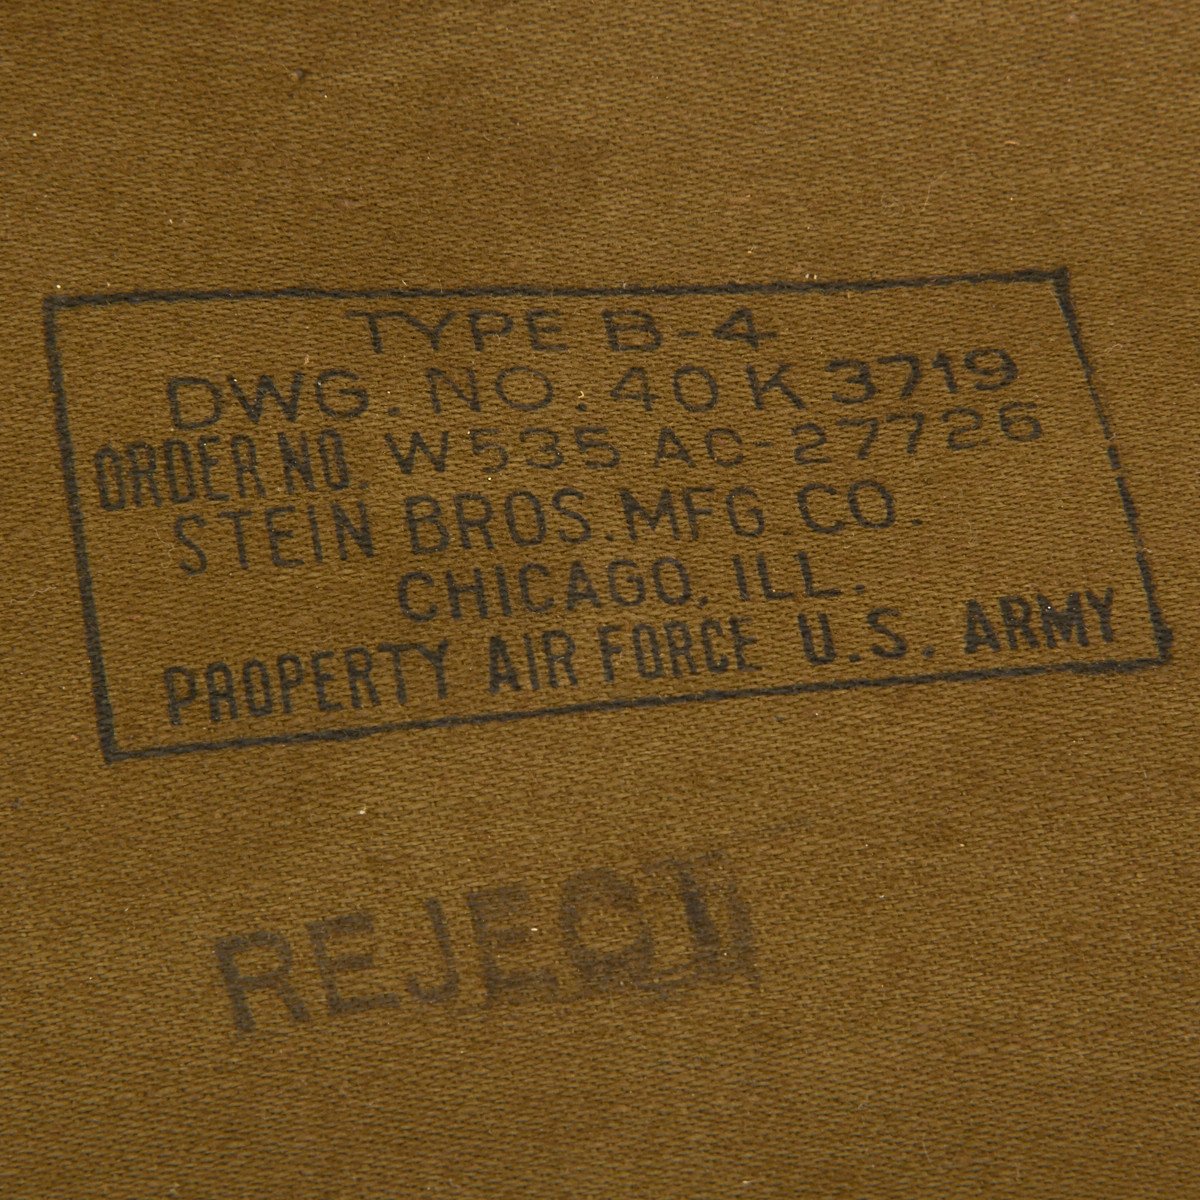 TYPE B-4
DWG. NO. 40 K 3719
ORDER NO. W 535 AC-27726
STEIN BROS. MFG. CO.
CHICAGO, ILL.
PROPERTY AIR FORCE U.S. ARMY
REJECT